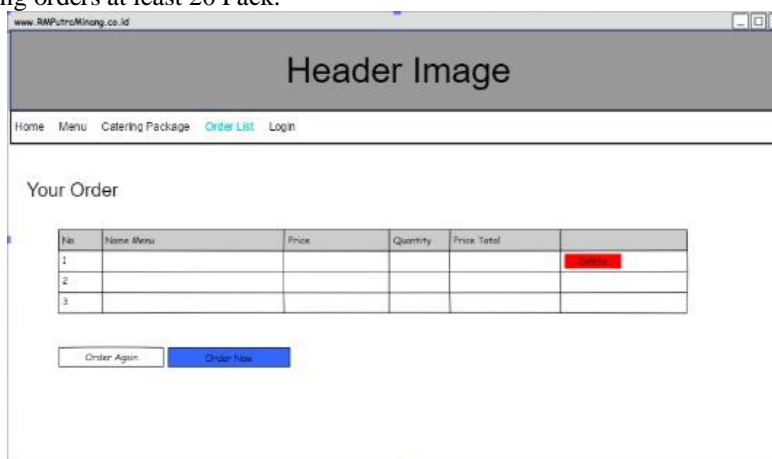 ng orders at least 20 Pack.
www.RMPutraMinang.co.id
Header Image
Home Menu Catering Package Order List Login
Your Order
No Name Menu Price Quantity Price Total
1 Delete
2
3
Order Again Order Now